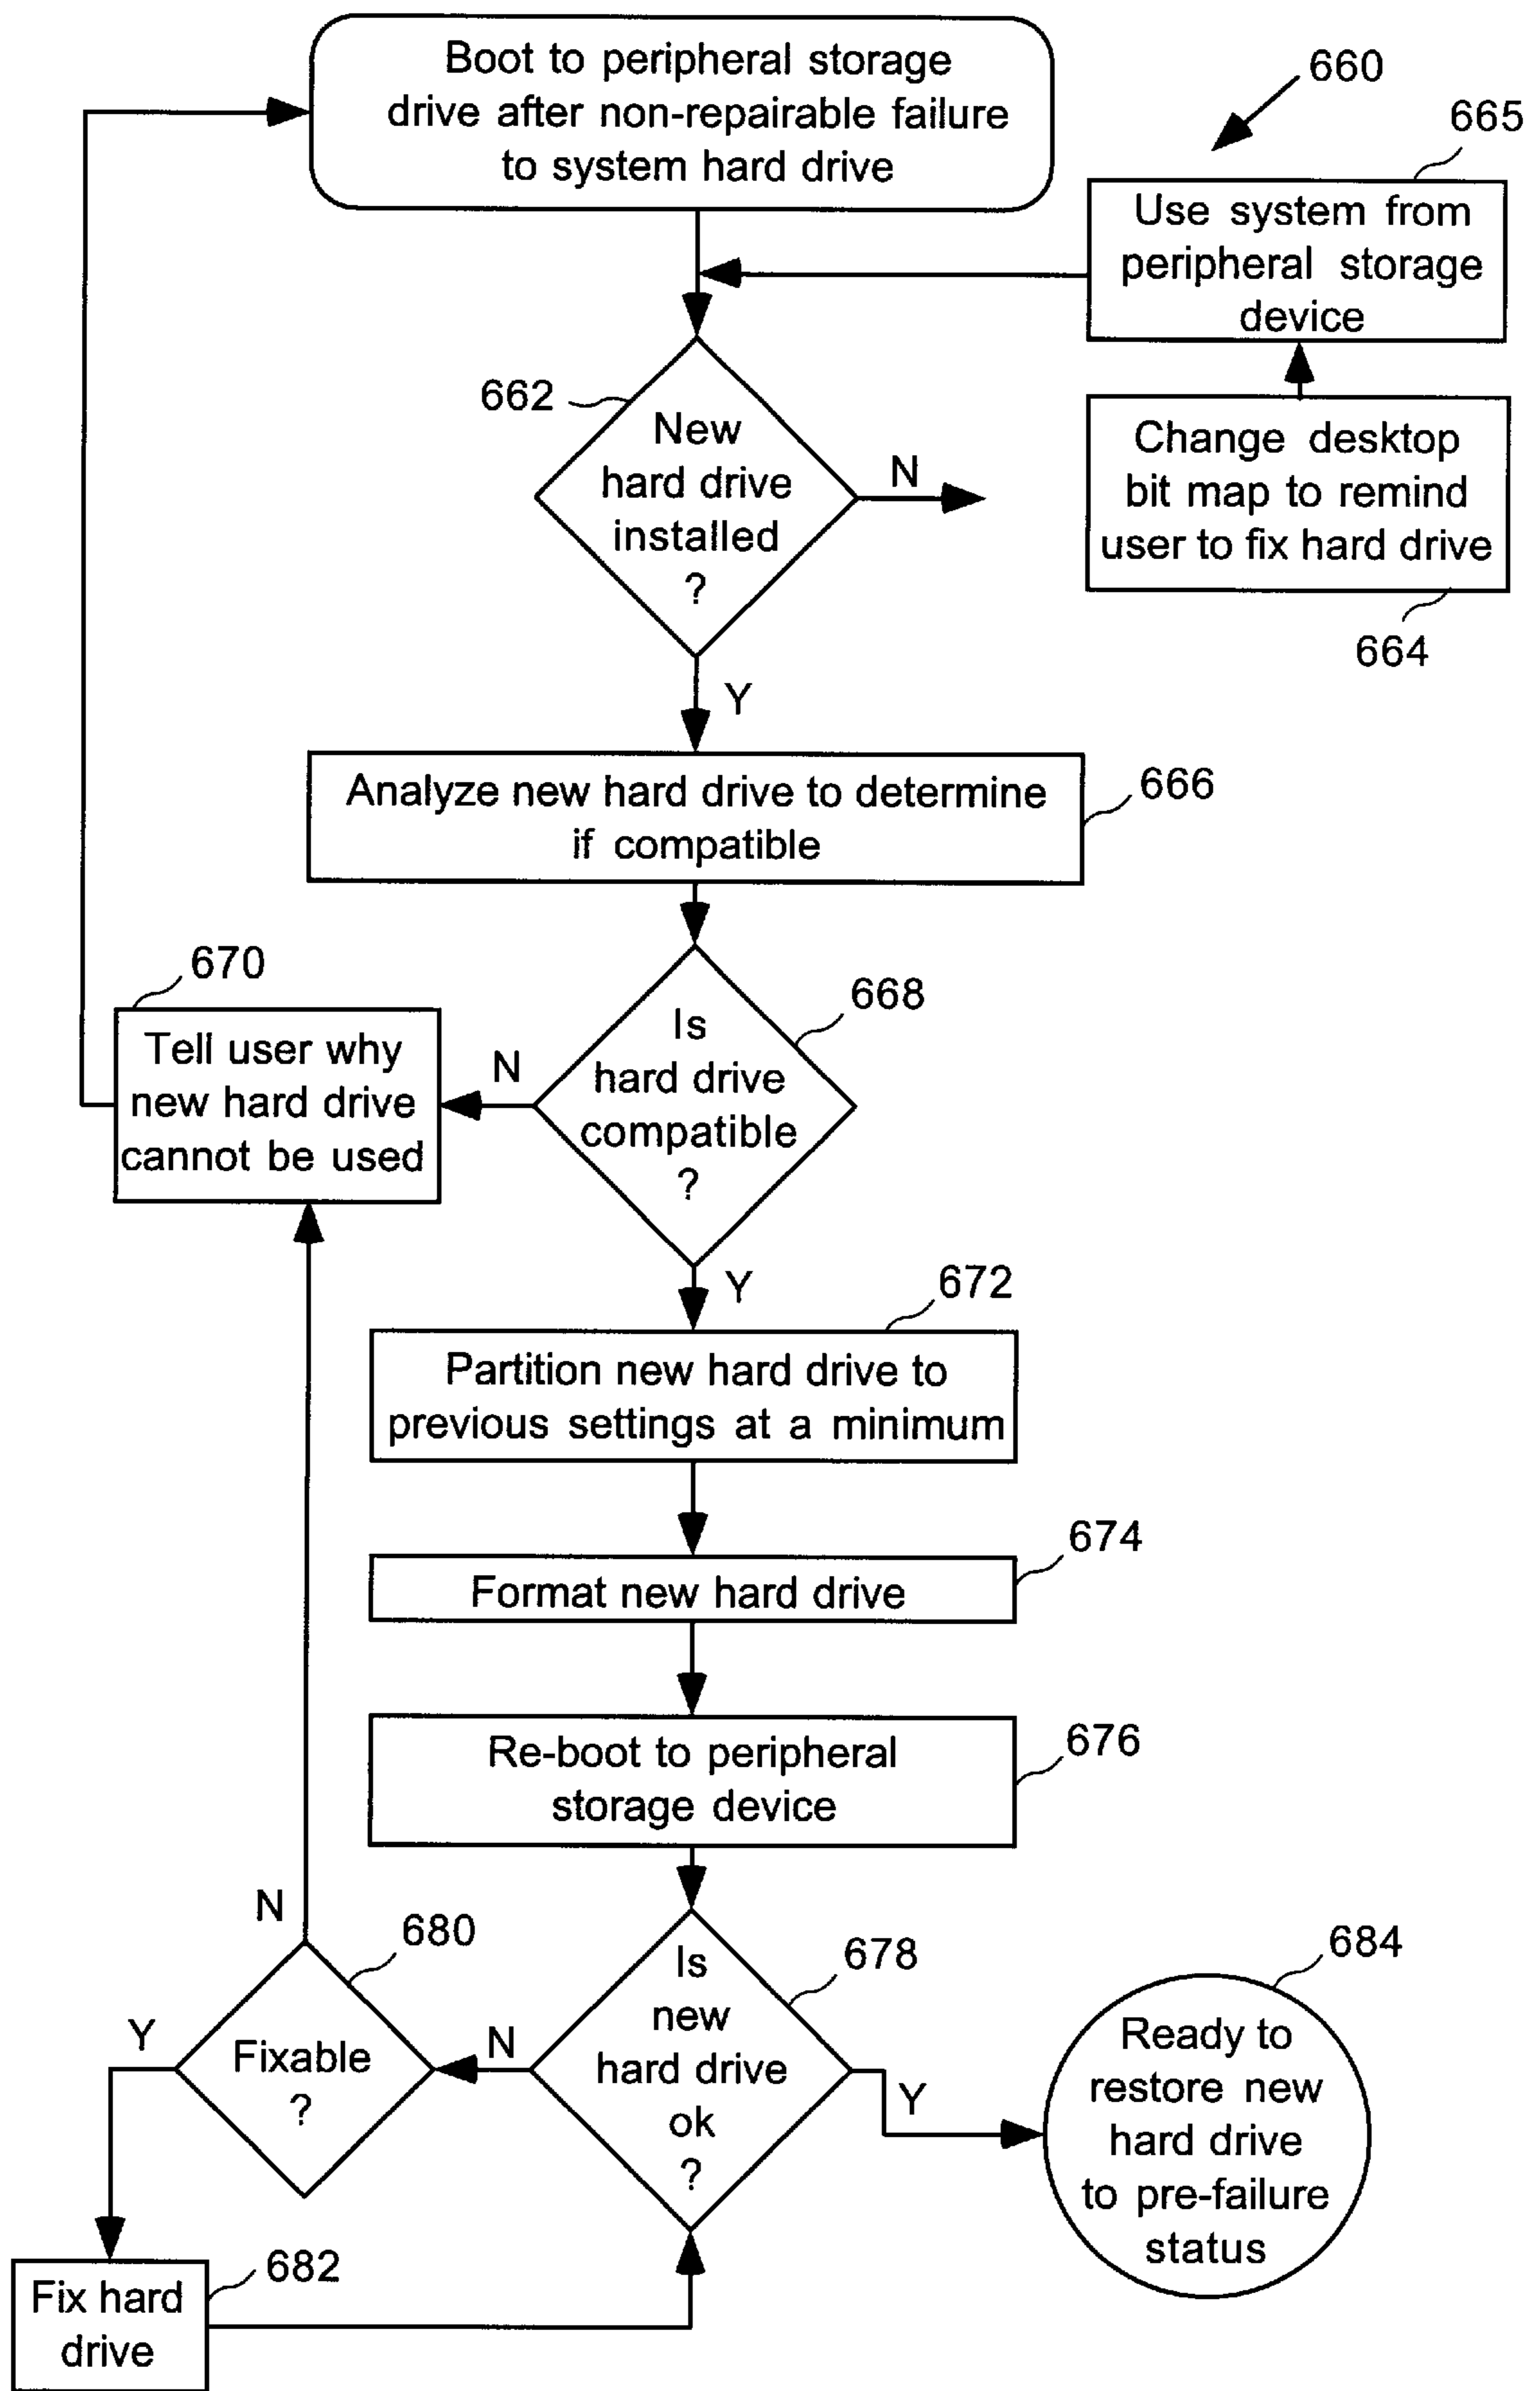 Boot to peripheral storage
drive after non-repairable failure
to system hard drive
660
665
Use system from
peripheral storage
device
662
New
hard drive
installed
?
N
Change desktop
bit map to remind
user to fix hard drive
664
Y
Analyze new hard drive to determine
if compatible
666
670
Tell user why
new hard drive
cannot be used
N
668
Is
hard drive
compatible
?
Y
672
Partition new hard drive to
previous settings at a minimum
674
Format new hard drive
676
Re-boot to peripheral
storage device
N
680
Fixable
?
Y
N
678
Is
new
hard drive
ok
?
Y
684
Ready to
restore new
hard drive
to pre-failure
status
682
Fix hard
drive